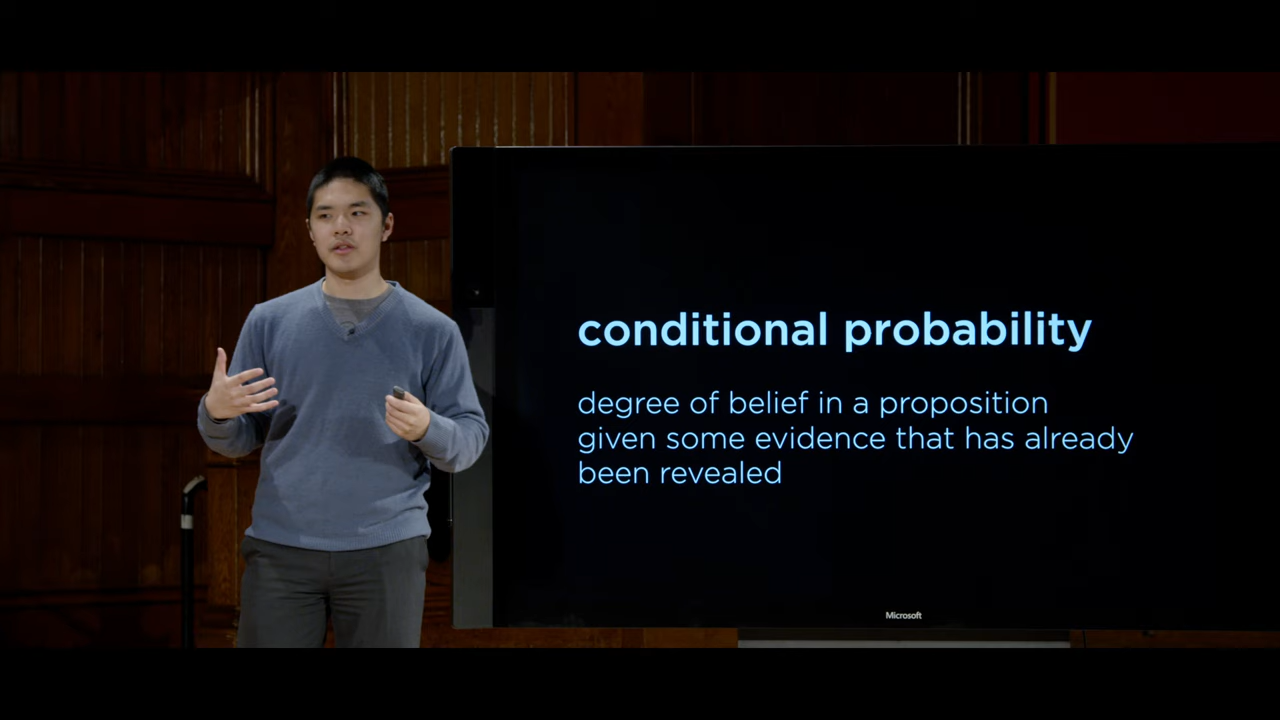 conditional probability
degree of belief in a proposition
given some evidence that has already
been revealed
Microsoft